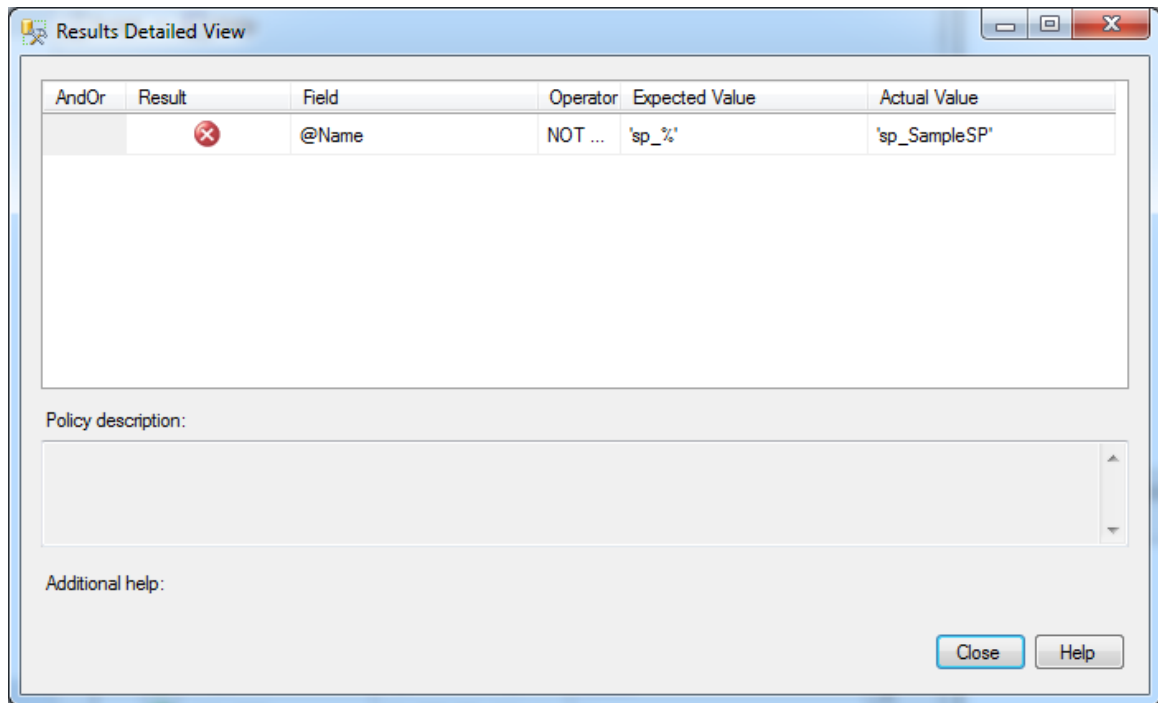 Results Detailed View
AndOr Result Field Operator Expected Value Actual Value
@Name NOT ... 'sp_%' 'sp_SampleSP'
Policy description:
Additional help:
Close Help